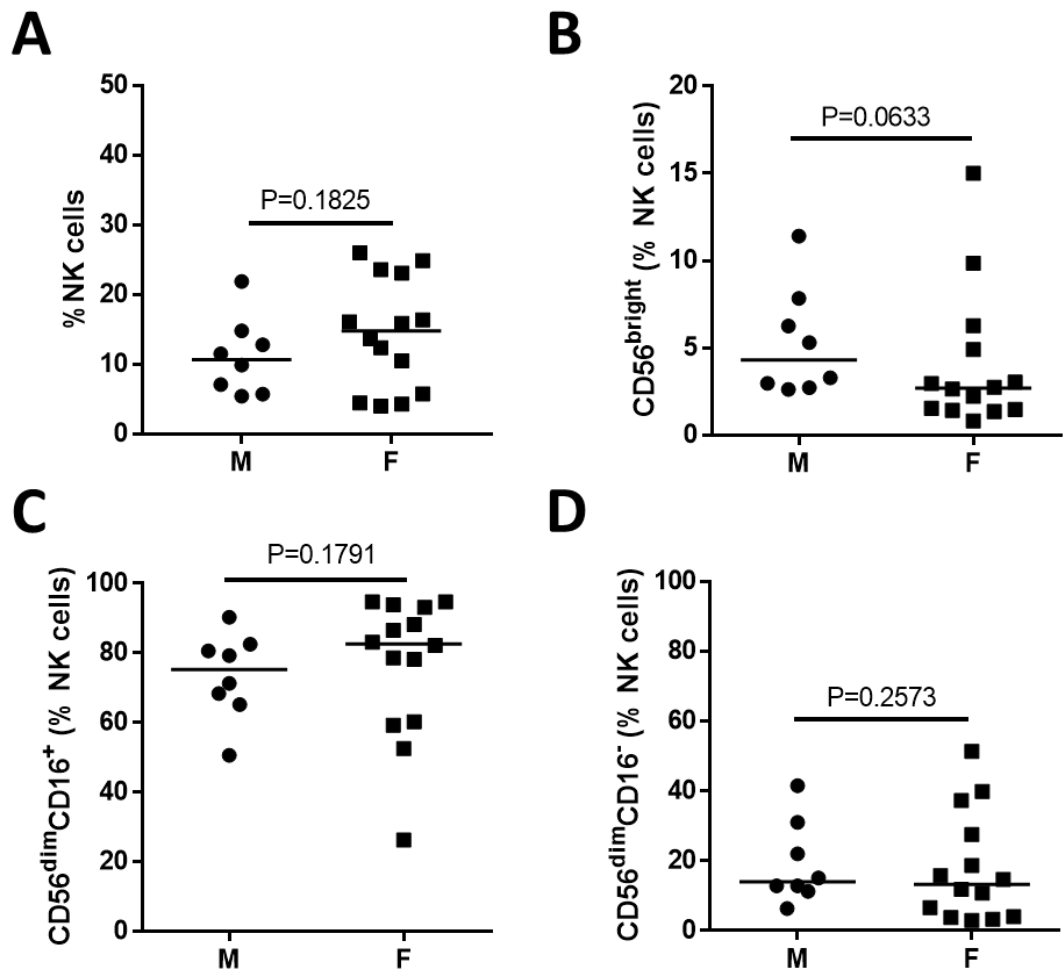 A
% NK cells
50
40
30
20
10
0
P=0.1825
M F
B
CD56bright (% NK cells)
20
15
10
5
0
P=0.0633
M F
C
CD56dimCD16+ (% NK cells)
100
80
60
40
20
0
P=0.1791
M F
D
CD56dimCD16- (% NK cells)
100
80
60
40
20
0
P=0.2573
M F